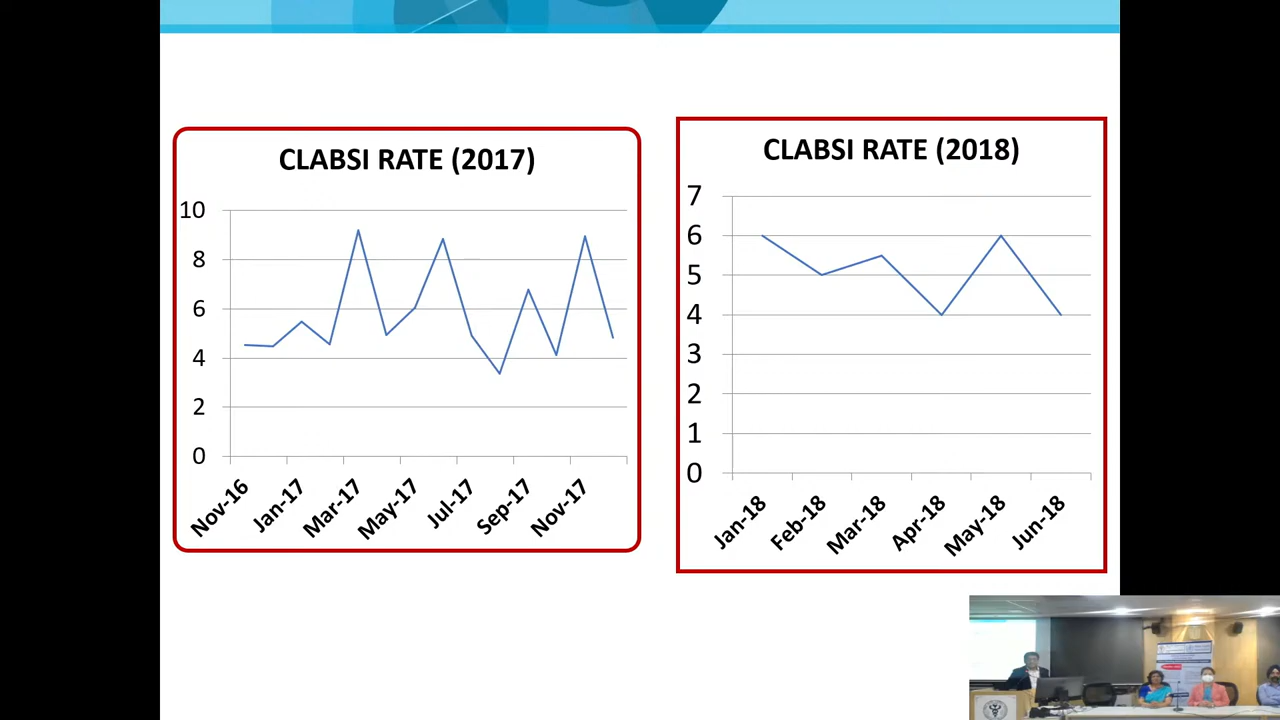 CLABSI RATE (2017)
10
8
6
4
2
0
Nov-16
Jan-17
Mar-17
May-17
Jul-17
Sep-17
Nov-17
CLABSI RATE (2018)
7
6
5
4
3
2
1
0
Jan-18
Feb-18
Mar-18
Apr-18
May-18
Jun-18